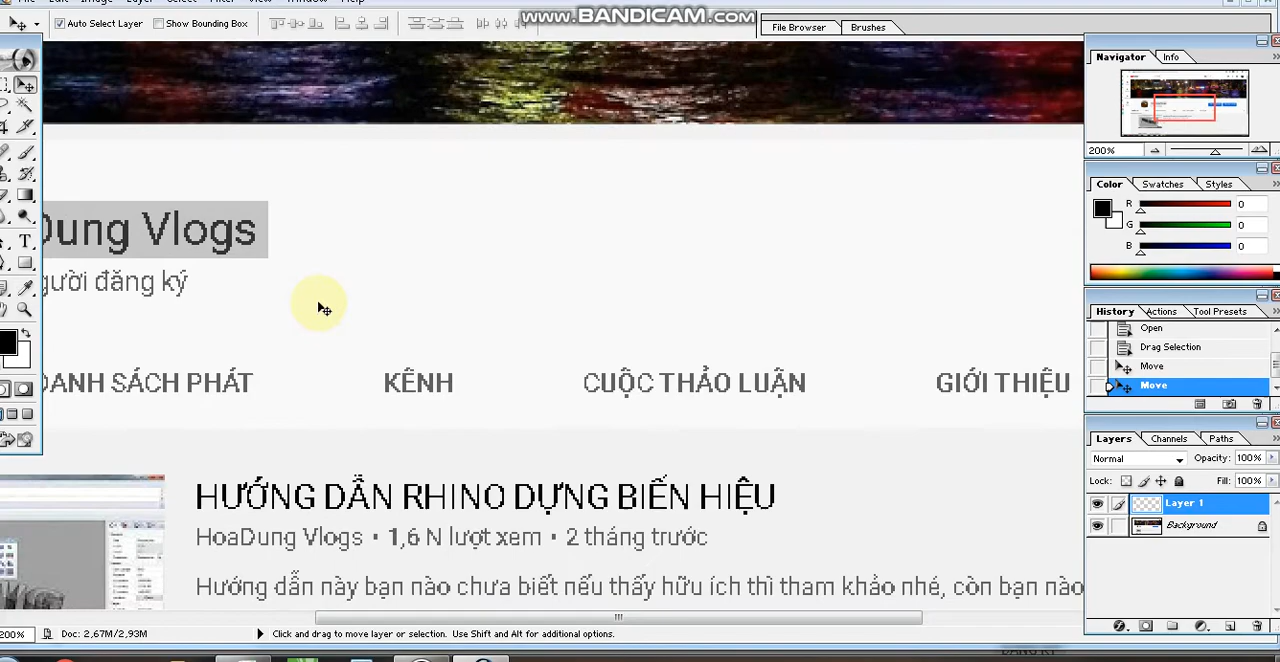 Window Help
Auto Select Layer Show Bounding Box
www.BANDICAM.com
File Browser Brushes
Navigator Info
200%
Color Swatches Styles
R 0
G 0
B 0
Dung Vlogs
gười đăng ký
DANH SÁCH PHÁT KÊNH CUỘC THẢO LUẬN GIỚI THIỆU
HƯỚNG DẪN RHINO DỰNG BIỂN HIỆU
HoaDung Vlogs • 1,6 N lượt xem • 2 tháng trước
Hướng dẫn này bạn nào chưa biết nếu thấy hữu ích thì tham khảo nhé, còn bạn nào
History Actions Tool Presets
Open
Drag Selection
Move
Move
Layers Channels Paths
Normal Opacity: 100%
Lock: Fill: 100%
Layer 1
Background
200% Doc: 2,67M/2,93M Click and drag to move layer or selection. Use Shift and Alt for additional options.